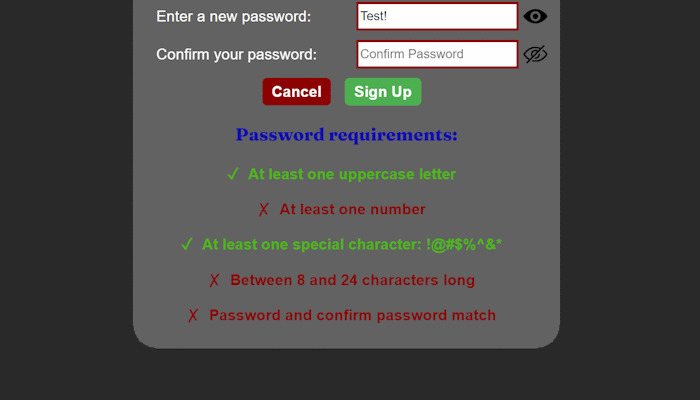 Enter a new password: Test!
Confirm your password: Confirm Password
Cancel Sign Up
Password requirements:
✓ At least one uppercase letter
✗ At least one number
✓ At least one special character: !@#$%^&*
✗ Between 8 and 24 characters long
✗ Password and confirm password match